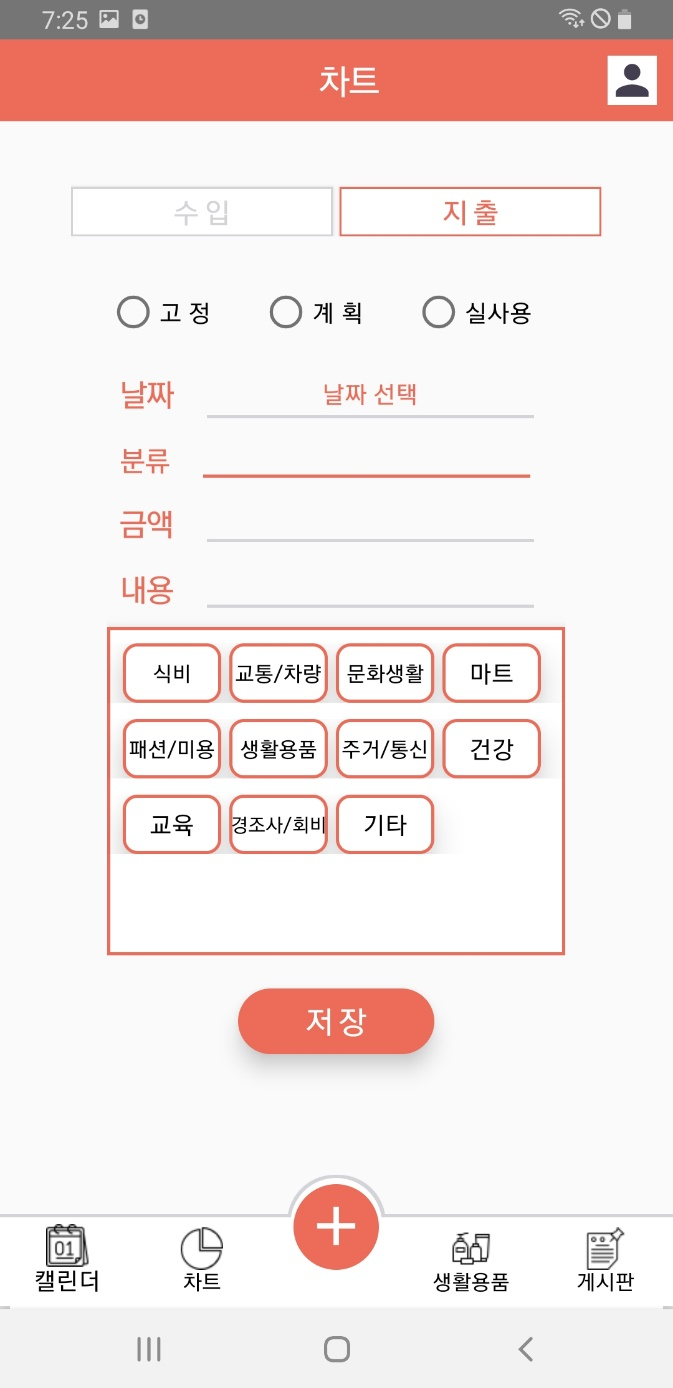 7:25
차트
수 입 지 출
고 정 계 획 실사용
날짜 날짜 선택
분류
금액
내용
식비 교통/차량 문화생활 마트
패션/미용 생활용품 주거/통신 건강
교육 경조사/회비 기타
저 장
01
캘린더 차트 생활용품 게시판